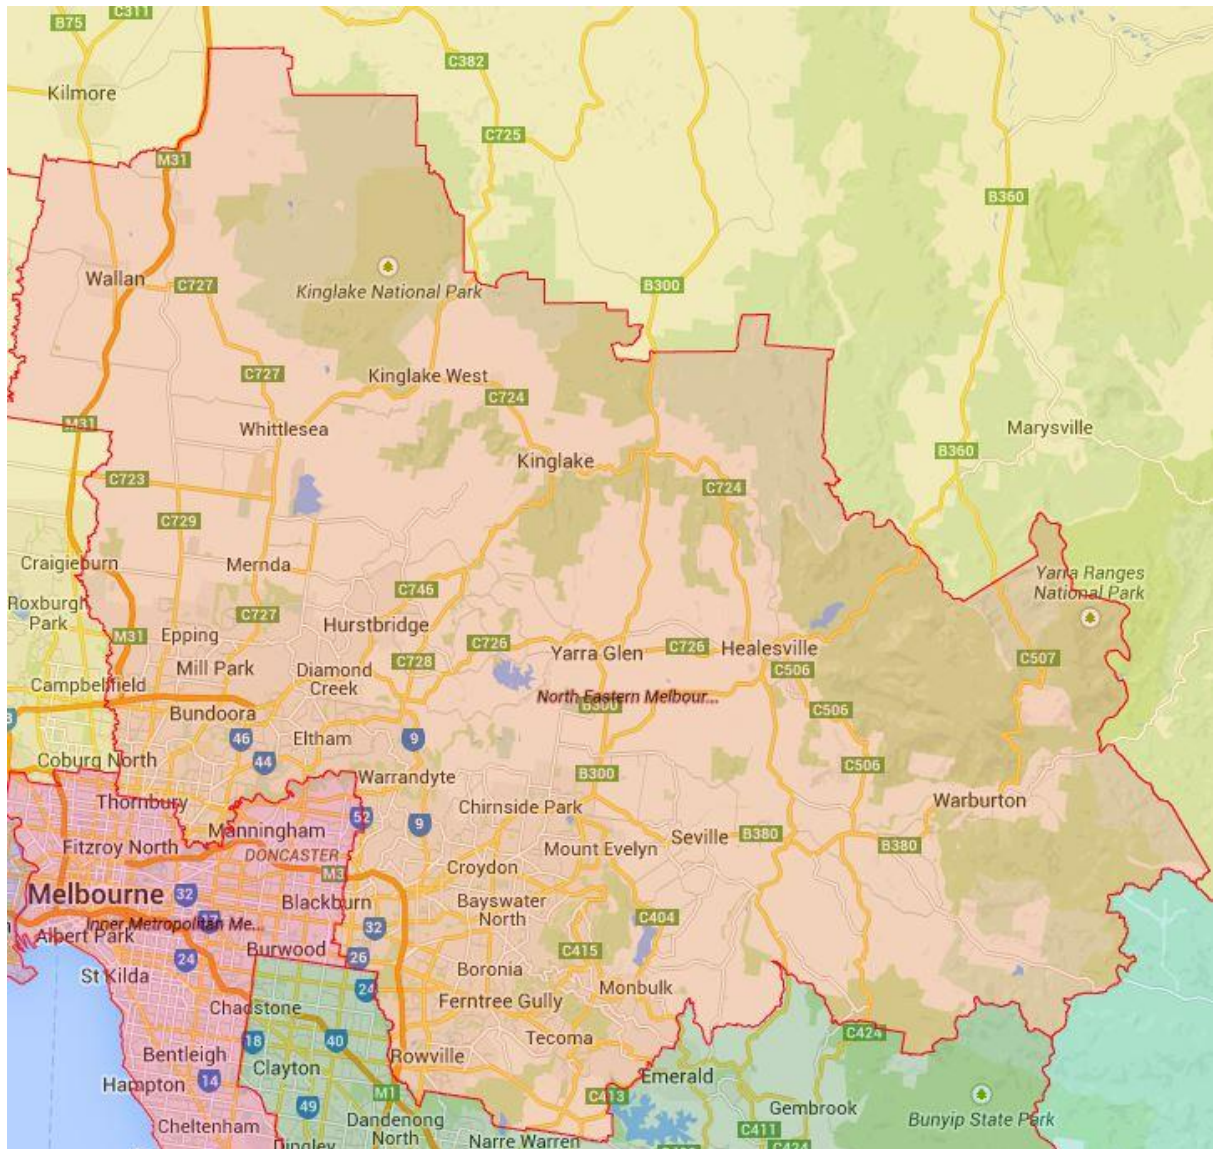 C311
B75
C382
Kilmore
C725
M31
B360
Wallan
C727
Kinglake National Park
B300
C727
Kinglake West
C724
M31
Whittlesea
Marysville
B360
Kinglake
C723
C724
C729
Craigieburn
Mernda
Yarra Ranges
National Park
C746
Roxburgh
Park
C727
M31
Epping
Hurstbridge
C726
Yarra Glen
C726
Healesville
C728
C507
Mill Park
Diamond
Creek
C506
Campbellfield
North Eastern Melbour...
B300
C506
Bundoora
46
Eltham
9
44
Coburg North
C506
Warrandyte
B300
Thornbury
Chirnside Park
Warburton
52
9
Manningham
Seville
B380
Fitzroy North
Mount Evelyn
B380
DONCASTER
M3
Croydon
Melbourne
32
Blackburn
Bayswater
North
C404
Inner Metropolitan Me...
32
Albert Park
Burwood
26
C415
24
St Kilda
Boronia
24
Monbulk
Ferntree Gully
Chadstone
18
40
Tecoma
C424
Bentleigh
Rowville
Clayton
Emerald
Hampton
14
M1
C413
49
Gembrook
Bunyip State Park
Cheltenham
Dandenong
North
C411
Dingley
Narre Warren
C424